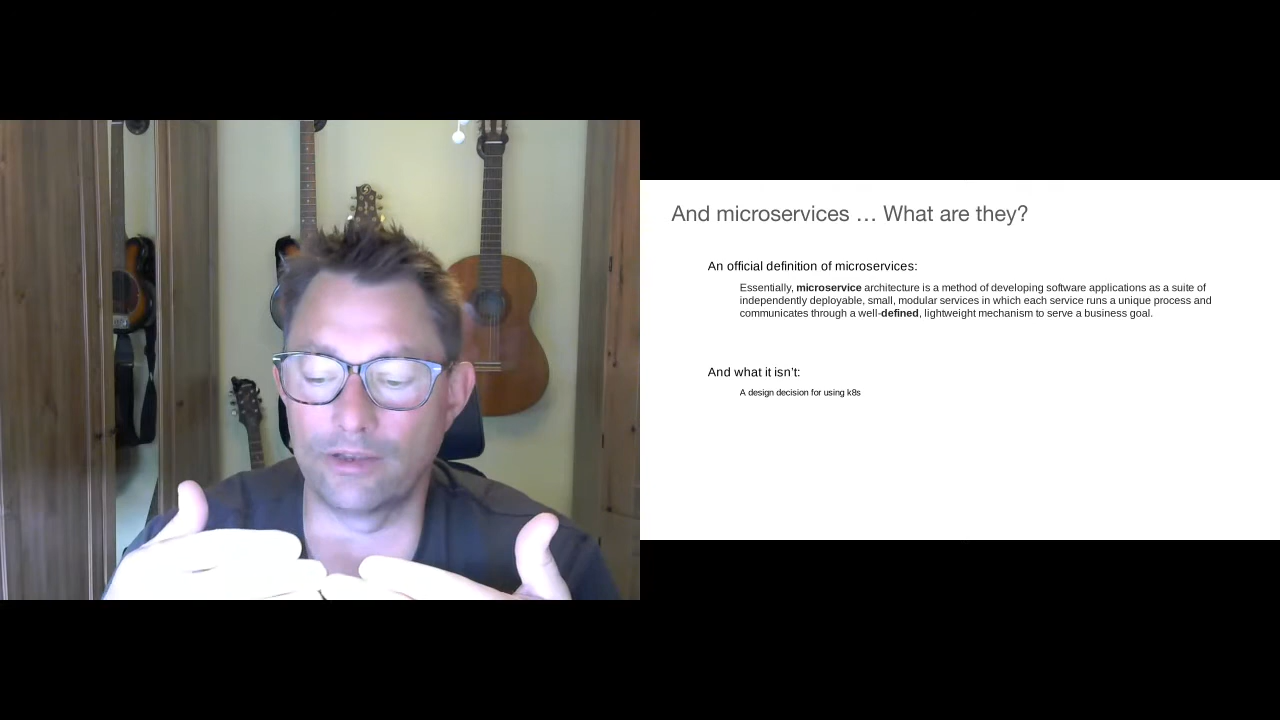 And microservices … What are they?
An official definition of microservices:
Essentially, microservice architecture is a method of developing software applications as a suite of
independently deployable, small, modular services in which each service runs a unique process and
communicates through a well-defined, lightweight mechanism to serve a business goal.
And what it isn't:
A design decision for using k8s